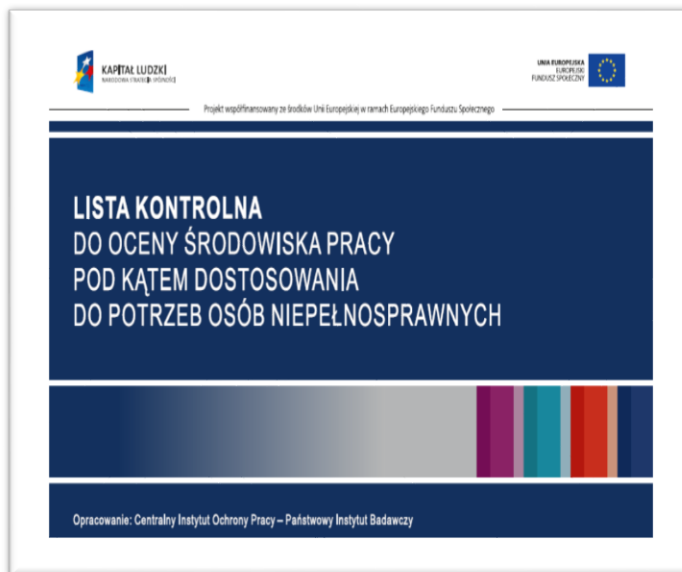 KAPITAŁ LUDZKI
NARODOWA STRATEGIA SPÓJNOŚCI
UNIA EUROPEJSKA
EUROPEJSKI
FUNDUSZ SPOŁECZNY
Projekt współfinansowany ze środków Unii Europejskiej w ramach Europejskiego Funduszu Społecznego
LISTA KONTROLNA
DO OCENY ŚRODOWISKA PRACY
POD KĄTEM DOSTOSOWANIA
DO POTRZEB OSÓB NIEPEŁNOSPRAWNYCH
Opracowanie: Centralny Instytut Ochrony Pracy – Państwowy Instytut Badawczy